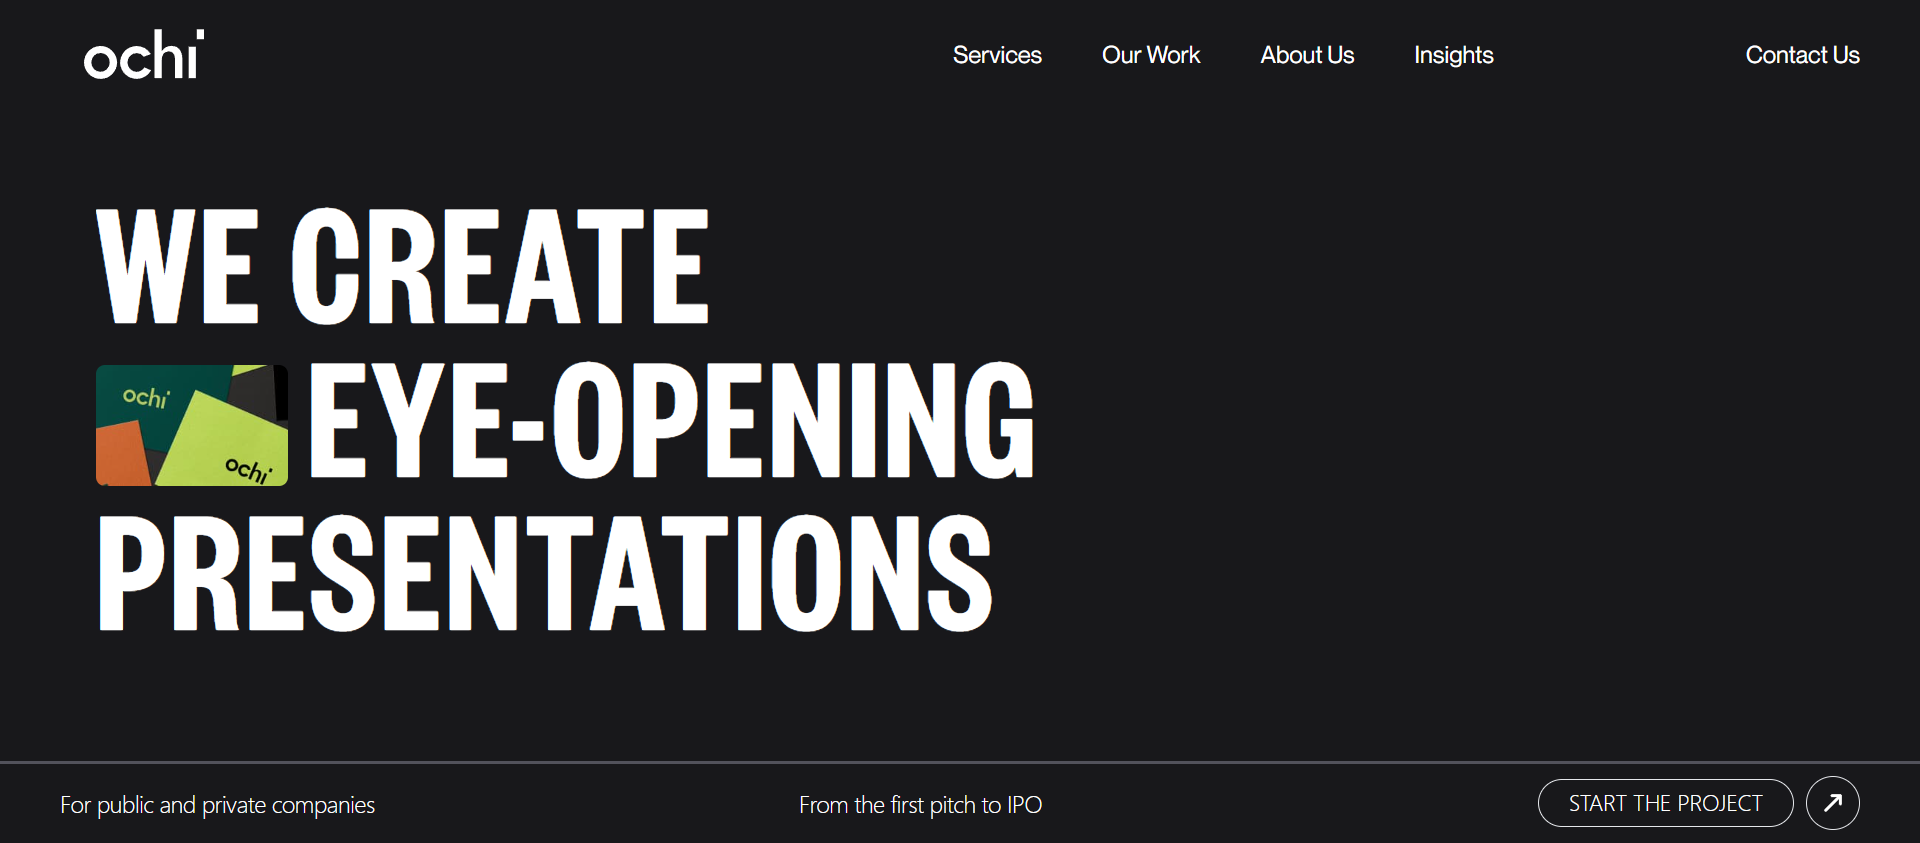 ochi
Services Our Work About Us Insights Contact Us
WE CREATE
ochi
ochi
EYE-OPENING
PRESENTATIONS
For public and private companies From the first pitch to IPO START THE PROJECT